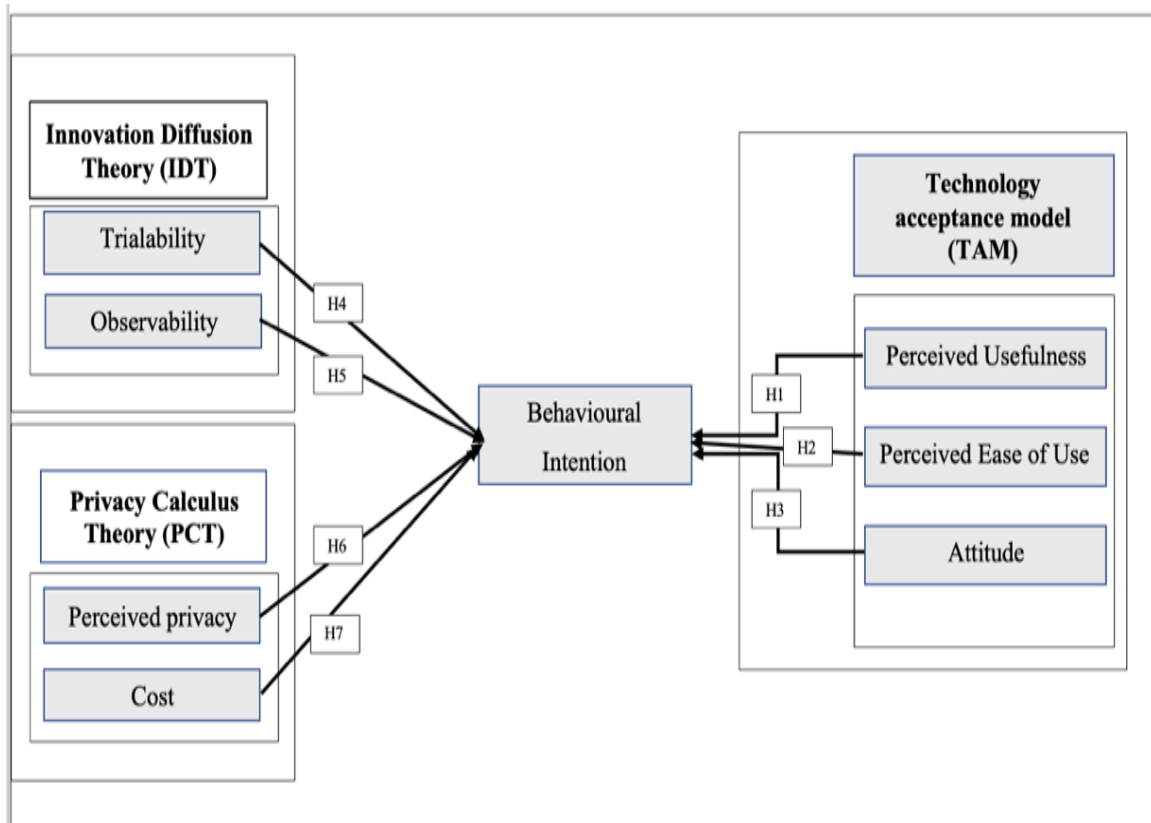 Innovation Diffusion
Theory (IDT)
Trialability
Observability
H4
H5
Privacy Calculus
Theory (PCT)
Perceived privacy
Cost
H6
H7
Behavioural
Intention
Technology
acceptance model
(TAM)
Perceived Usefulness
Perceived Ease of Use
Attitude
H1
H2
H3